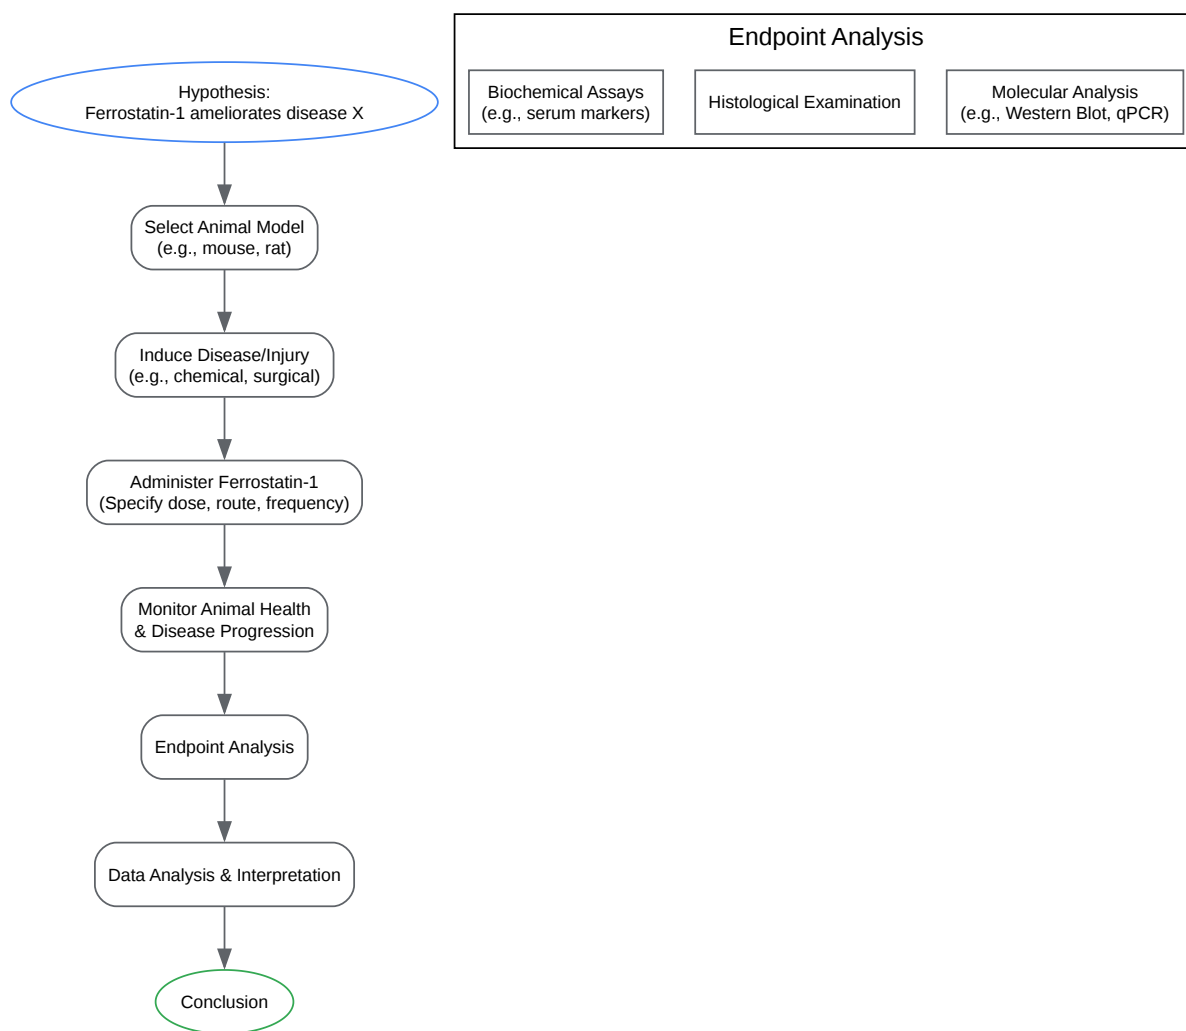 Hypothesis:
Ferrostatin-1 ameliorates disease X
Select Animal Model
(e.g., mouse, rat)
Induce Disease/Injury
(e.g., chemical, surgical)
Administer Ferrostatin-1
(Specify dose, route, frequency)
Monitor Animal Health
& Disease Progression
Endpoint Analysis
Data Analysis & Interpretation
Conclusion
Endpoint Analysis
Biochemical Assays
(e.g., serum markers)
Histological Examination
Molecular Analysis
(e.g., Western Blot, qPCR)